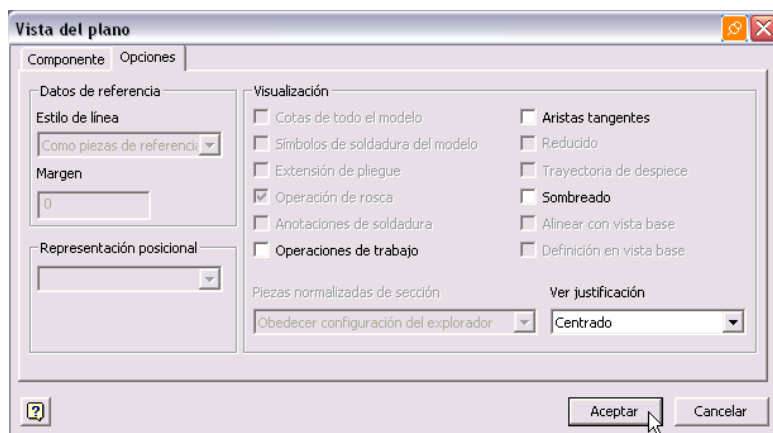 Vista del plano
Componente
Opciones
Datos de referencia
Estilo de línea
Como piezas de referencia
Margen
0
Representación posicional
Visualización
Cotas de todo el modelo
Símbolos de soldadura del modelo
Extensión de pliegue
Operación de rosca
Anotaciones de soldadura
Operaciones de trabajo
Aristas tangentes
Reducido
Trayectoria de despiece
Sombreado
Alinear con vista base
Definición en vista base
Piezas normalizadas de sección
Obedecer configuración del explorador
Ver justificación
Centrado
Aceptar
Cancelar